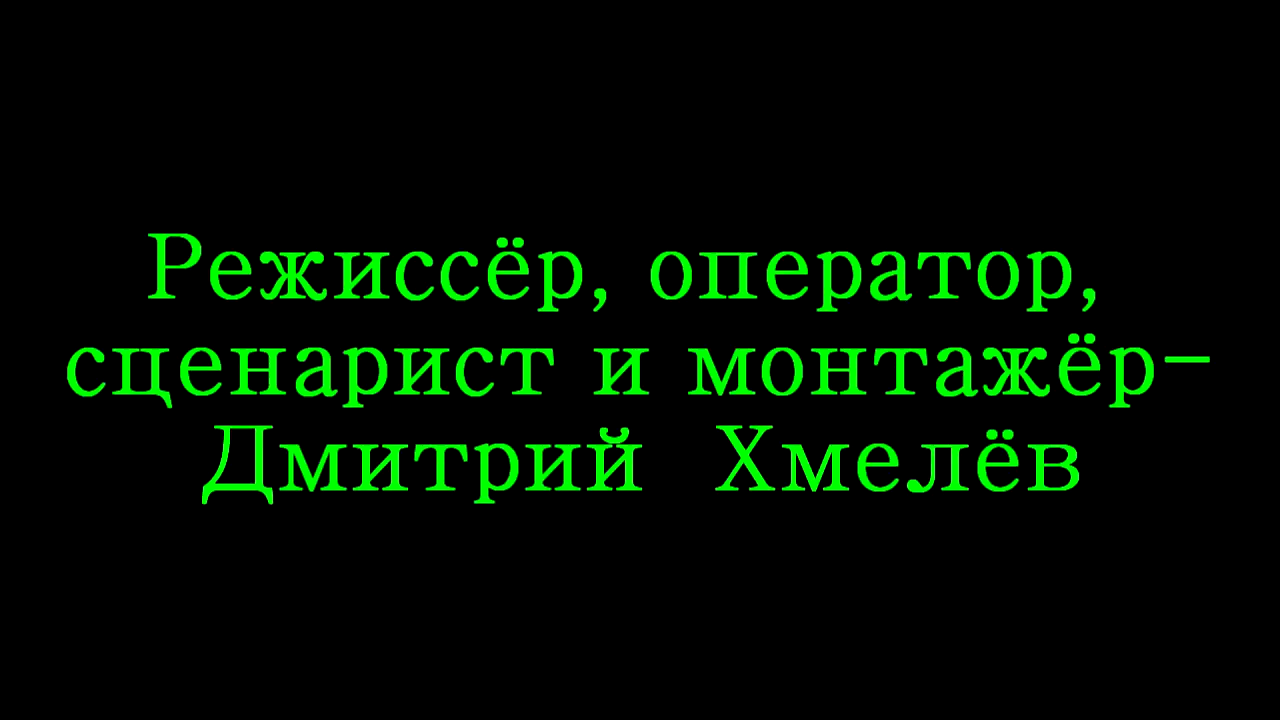 Режиссёр, оператор,
сценарист и монтажёр-
Дмитрий Хмелёв